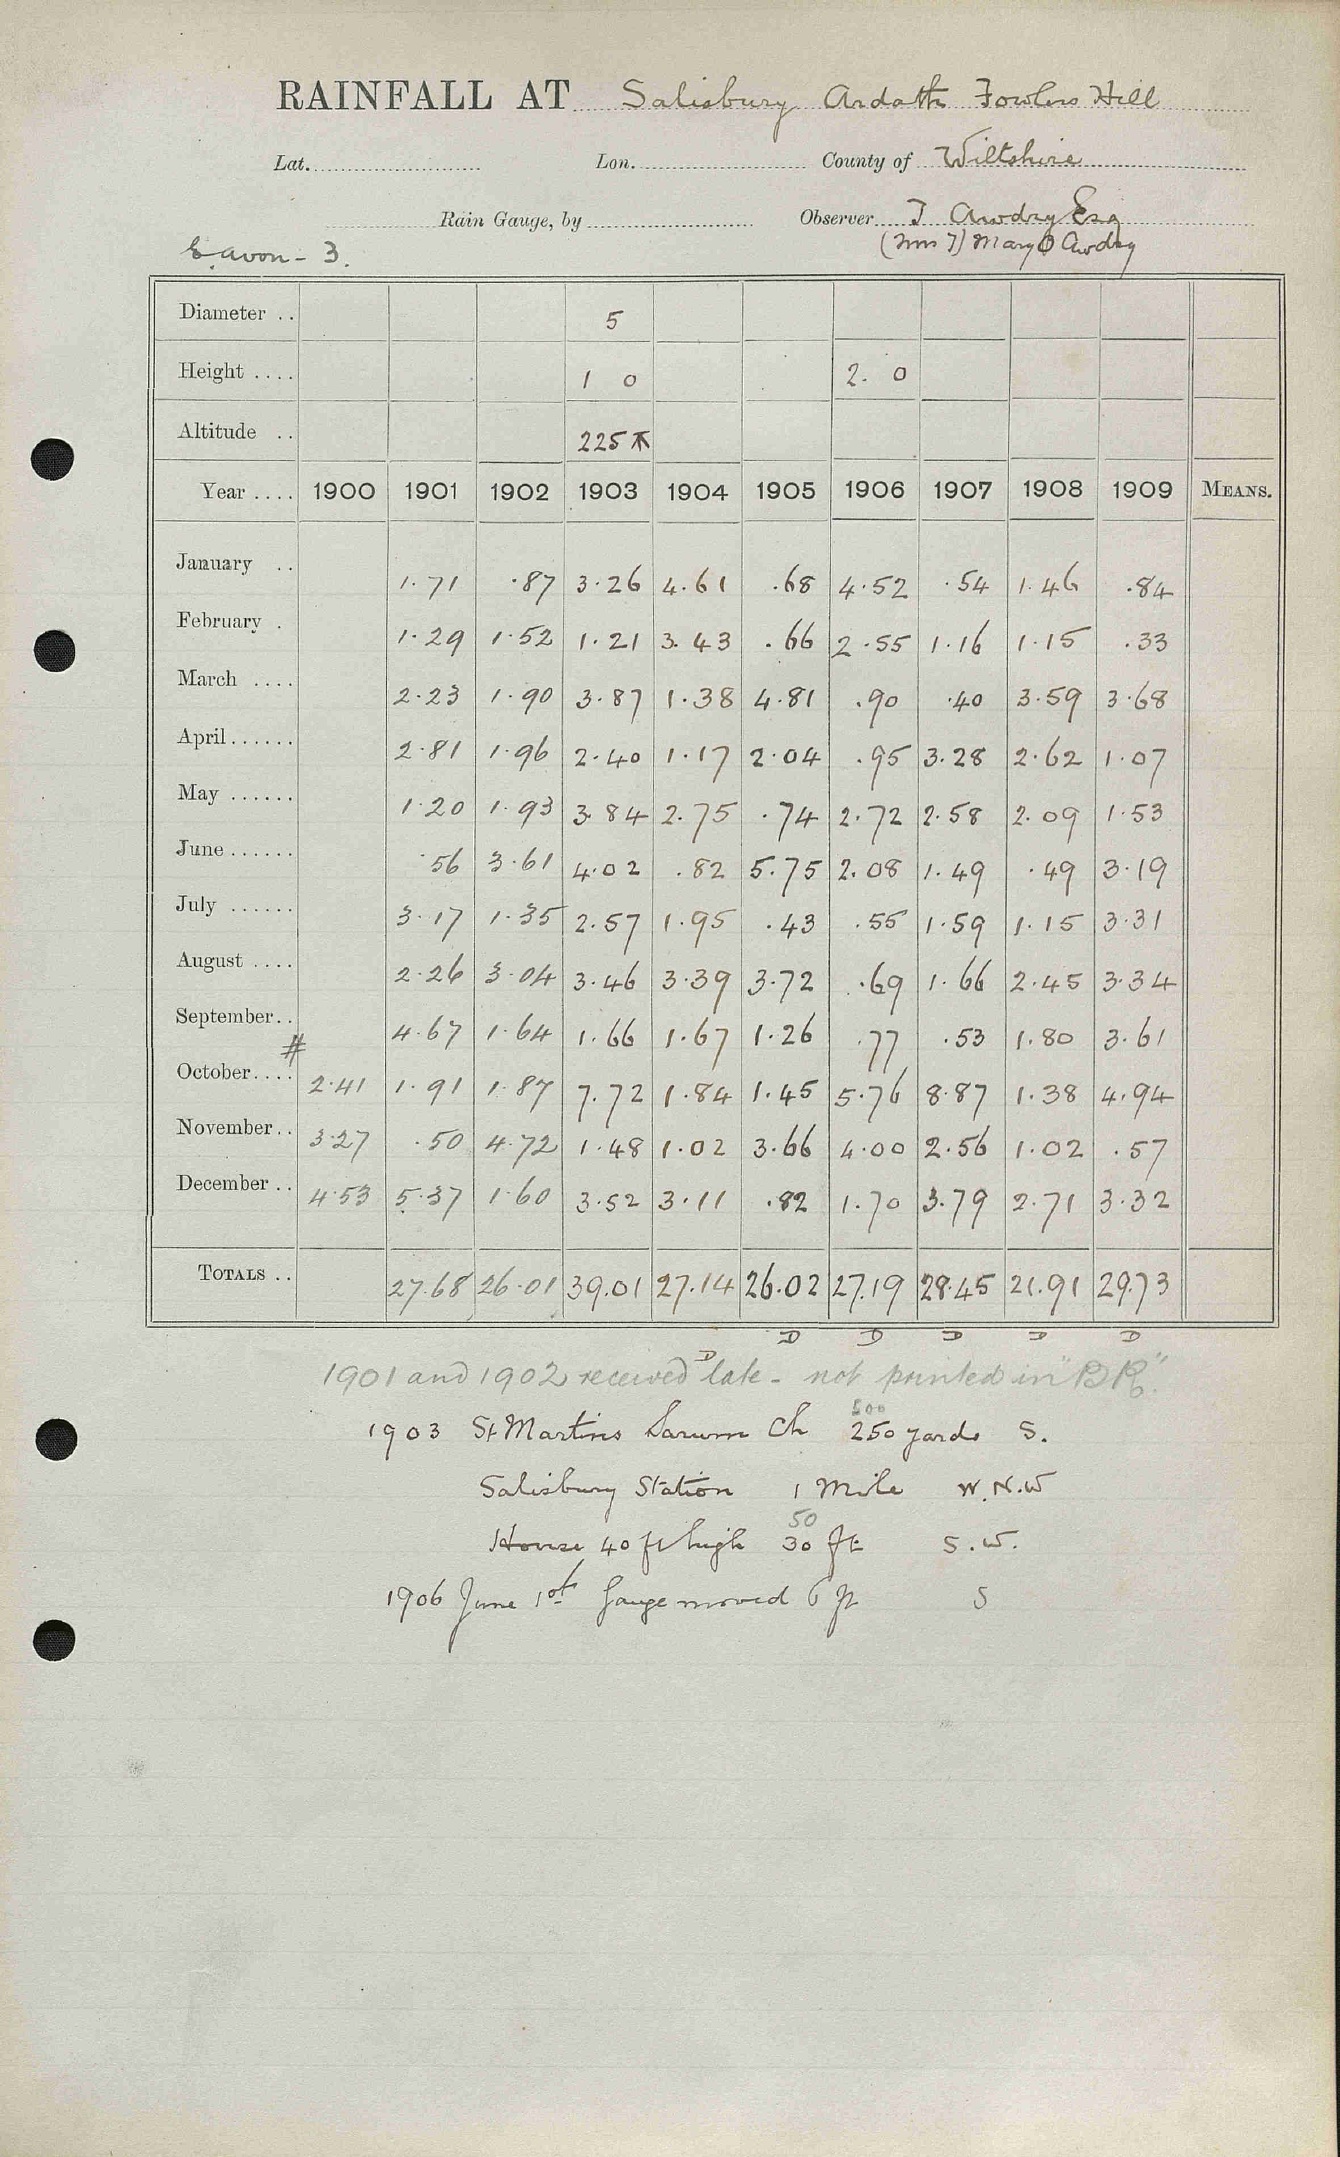 RAINFALL AT Salisbury Ardath Fowlers Hill
Lat. Lon. County of Wiltshire
Rain Gauge, by Observer T Awdry Esq
E. Avon - 3. (Mrs T) Mary O Awdry
Diameter .. 5
Height .... 1 0 2. 0
Altitude .. 225
Year .... 1900 1901 1902 1903 1904 1905 1906 1907 1908 1909 MEANS.
January .. 1.71 .87 3.26 4.61 .68 4.52 .54 1.46 .84
February . 1.29 1.52 1.21 3.43 .66 2.55 1.16 1.15 .33
March .... 2.23 1.90 3.87 1.38 4.81 .90 .40 3.59 3.68
April...... 2.81 1.96 2.40 1.17 2.04 .95 3.28 2.62 1.07
May ...... 1.20 1.93 3.84 2.75 .74 2.72 2.58 2.09 1.53
June ...... .56 3.61 4.02 .82 5.75 2.08 1.49 .49 3.19
July ...... 3.17 1.35 2.57 1.95 .43 .55 1.59 1.15 3.31
August .... 2.26 3.04 3.46 3.39 3.72 .69 1.66 2.45 3.34
September.. 4.67 1.64 1.66 1.67 1.26 .77 .53 1.80 3.61
#
October.... 2.41 1.91 1.87 7.72 1.84 1.45 5.76 8.87 1.38 4.94
November.. 3.27 .50 4.72 1.48 1.02 3.66 4.00 2.56 1.02 .57
December .. 4.53 5.37 1.60 3.52 3.11 .82 1.70 3.79 2.71 3.32
TOTALS .. 27.68 26.01 39.01 27.14 26.02 27.19 28.45 21.91 29.73
D D D D D D
1901 and 1902 received late - not printed in "B.R."
500
1903 St Martins Sarum Ch 250 yards S.
Salisbury Station 1 Mile W.N.W
50
House 40 ft high 30 ft S.W.
1906 June 1st Gauge moved 6 ft S